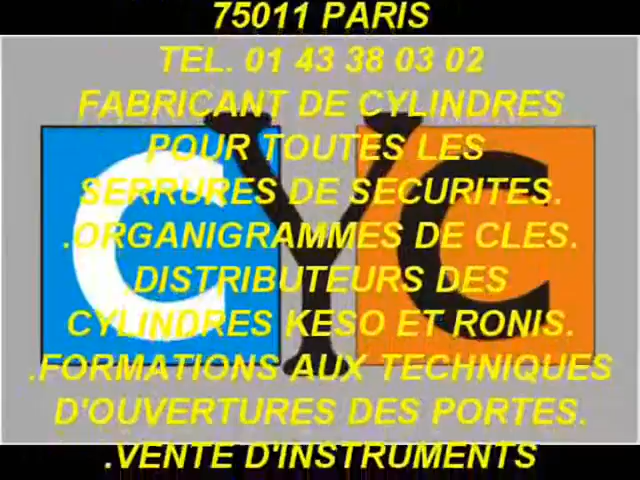 75011 PARIS
TEL. 01 43 38 03 02
FABRICANT DE CYLINDRES
POUR TOUTES LES
SERRURES DE SECURITES.
.ORGANIGRAMMES DE CLES.
DISTRIBUTEURS DES
CYLINDRES KESO ET RONIS.
.FORMATIONS AUX TECHNIQUES
D'OUVERTURES DES PORTES.
.VENTE D'INSTRUMENTS
CYC